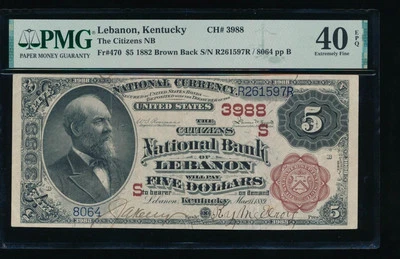 PMG
PAPER MONEY GUARANTY
Lebanon, Kentucky CH# 3988
The Citizens NB
Fr#470 $5 1882 Brown Back S/N R261597R / 8064 pp B
40 EPQ
EXTREMELY FINE
NATIONAL CURRENCY
R261597R
UNITED STATES
3988
S
5
THE
CITIZENS
National Bank
OF
LEBANON
WILL PAY
FIVE DOLLARS
S
to bearer on demand
Lebanon Kentucky
8064
3988
5